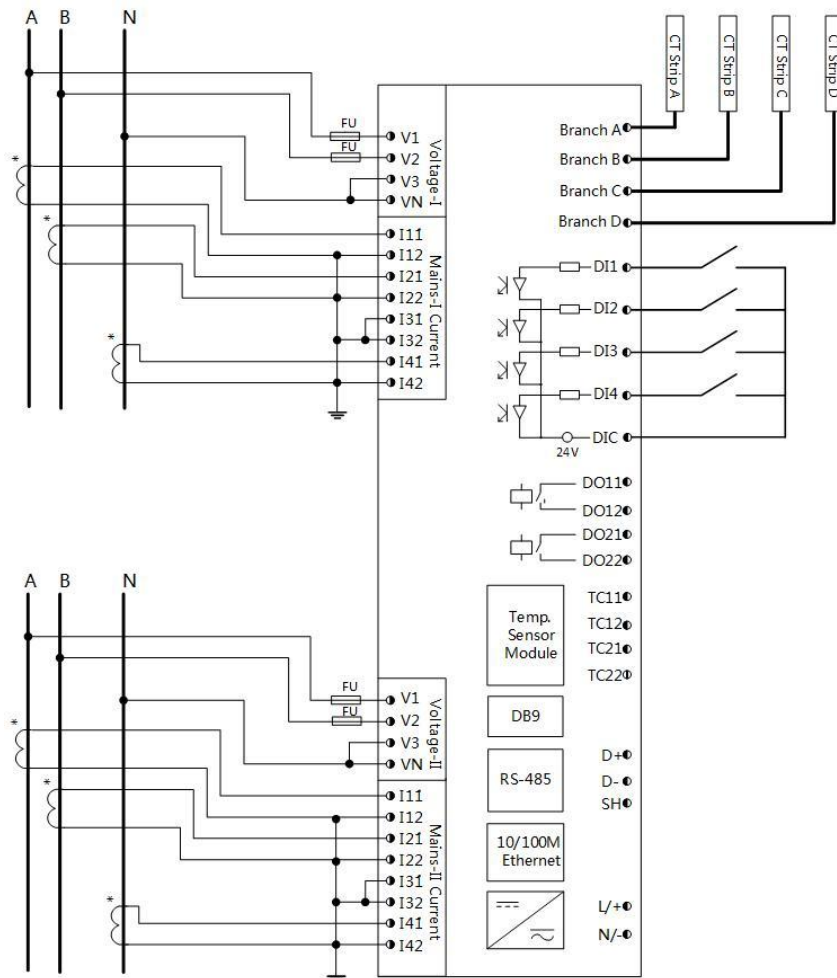 A B N
CT Strip A
CT Strip B
CT Strip C
CT Strip D
FU
V1
FU
V2
V3
VN
Voltage-I
I11
I12
I21
I22
I31
I32
I41
I42
Mains-I Current
Branch A
Branch B
Branch C
Branch D
DI1
DI2
DI3
DI4
DIC
24V
DO11
DO12
DO21
DO22
Temp.
Sensor
Module
TC11
TC12
TC21
TC22
DB9
RS-485
D+
D-
SH
10/100M
Ethernet
L/+
N/-
A B N
FU
V1
FU
V2
V3
VN
Voltage-II
I11
I12
I21
I22
I31
I32
I41
I42
Mains-II Current